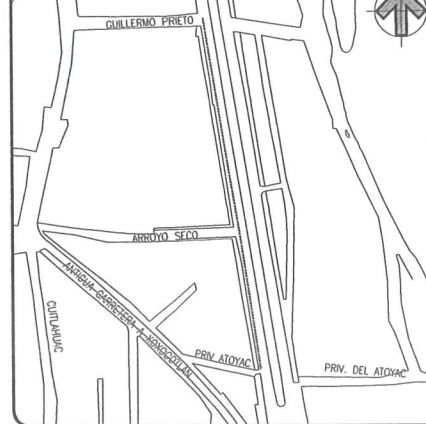 GUILLERMO PRIETO
ARROYO SECO
ANTIGUA CARRETERA A XOXOCOTLAN
CUITLAHUAC
PRIV. ATOYAC
PRIV. DEL ATOYAC